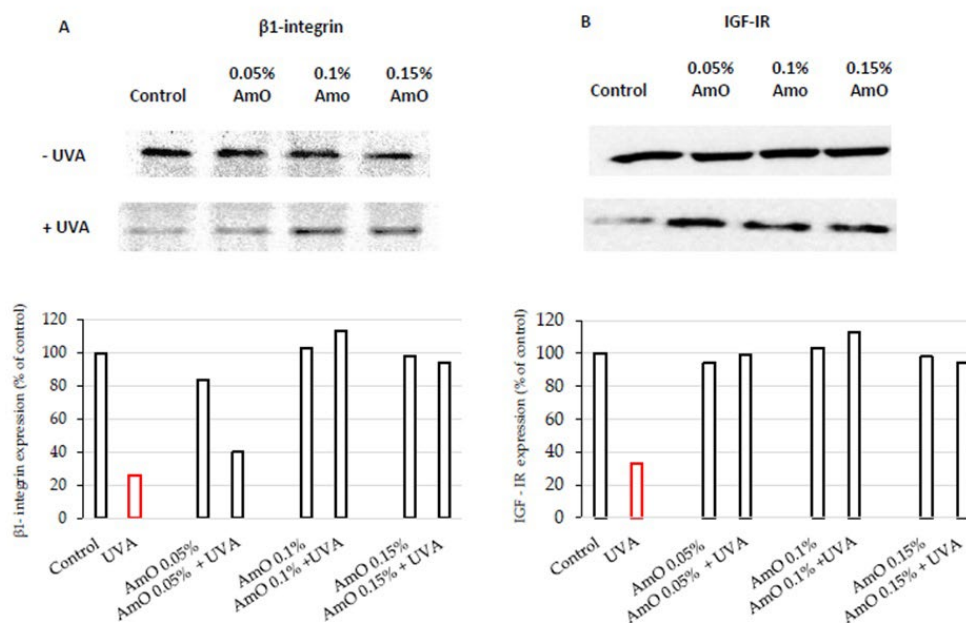 A
β1-integrin
Control
0.05% AmO
0.1% Amo
0.15% AmO
- UVA
+ UVA
β1- integrin expression (% of control)
120
100
80
60
40
20
0
Control
UVA
AmO 0.05%
AmO 0.05% + UVA
AmO 0.1%
AmO 0.1% +UVA
AmO 0.15%
AmO 0.15% + UVA
B
IGF-IR
Control
0.05% AmO
0.1% Amo
0.15% AmO
IGF - IR expression (% of control)
120
100
80
60
40
20
0
Control
UVA
AmO 0.05%
AmO 0.05% + UVA
AmO 0.1%
AmO 0.1% +UVA
AmO 0.15%
AmO 0.15% + UVA